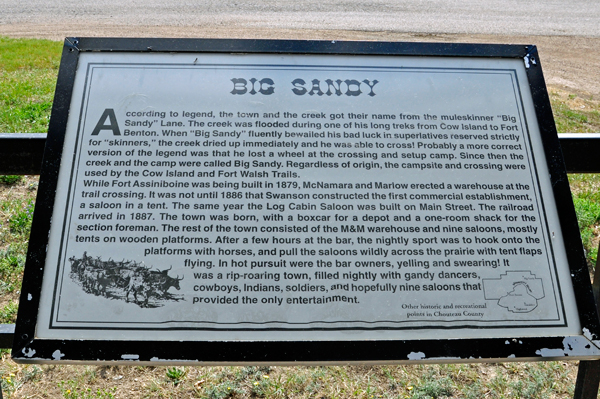 BIG SANDY
According to legend, the town and the creek got their name from the muleskinner "Big
Sandy" Lane. The creek was flooded during one of his long treks from Cow Island to Fort
Benton. When "Big Sandy" fluently bewailed his bad luck in superlatives reserved strictly
for "skinners," the creek dried up immediately and he was able to cross! Probably a more correct
version of the legend was that he lost a wheel at the crossing and setup camp. Since then the
creek and the camp were called Big Sandy. Regardless of origin, the campsite and crossing were
used by the Cow Island and Fort Walsh Trails.
While Fort Assiniboine was being built in 1879, McNamara and Marlow erected a warehouse at the
trail crossing. It was not until 1886 that Swanson constructed the first commercial establishment,
a saloon in a tent. The same year the Log Cabin Saloon was built on Main Street. The railroad
arrived in 1887. The town was born, with a boxcar for a depot and a one-room shack for the
section foreman. The rest of the town consisted of the M&M warehouse and nine saloons, mostly
tents on wooden platforms. After a few hours at the bar, the nightly sport was to hook onto the
platforms with horses, and pull the saloons wildly across the prairie with tent flaps
flying. In hot pursuit were the bar owners, yelling and swearing! It
was a rip-roaring town, filled nightly with gandy dancers,
cowboys, Indians, soldiers, and hopefully nine saloons that
provided the only entertainment.
Other historic and recreational
points in Chouteau County